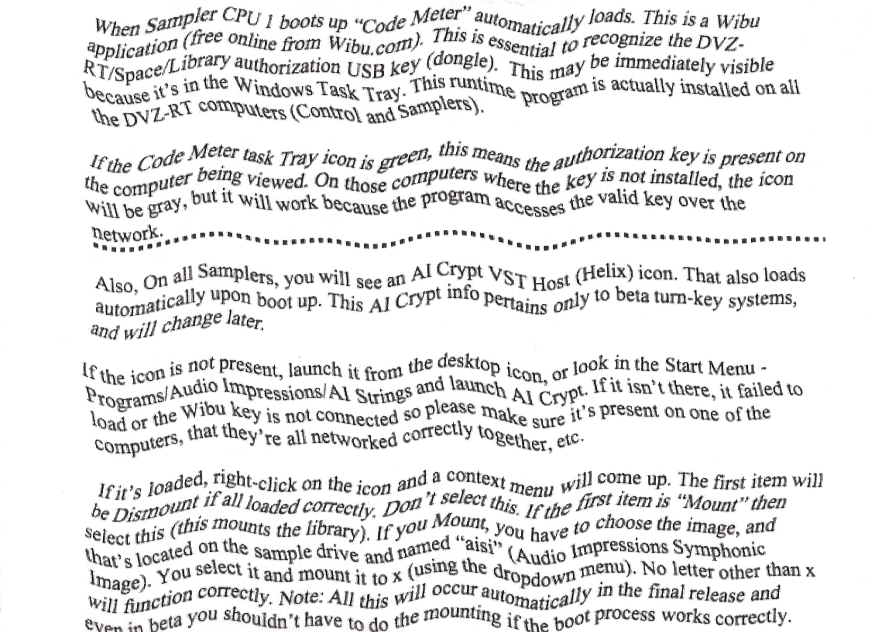 When Sampler CPU 1 boots up “Code Meter” automatically loads. This is a Wibu
application (free online from Wibu.com). This is essential to recognize the DVZ-
RT/Space/Library authorization USB key (dongle). This may be immediately visible
because it's in the Windows Task Tray. This runtime program is actually installed on all
the DVZ-RT computers (Control and Samplers).
If the Code Meter task Tray icon is green, this means the authorization key is present on
the computer being viewed. On those computers where the key is not installed, the icon
will be gray, but it will work because the program accesses the valid key over the
network.
Also, On all Samplers, you will see an AI Crypt VST Host (Helix) icon. That also loads
automatically upon boot up. This AI Crypt info pertains only to beta turn-key systems,
and will change later.
If the icon is not present, launch it from the desktop icon, or look in the Start Menu -
Programs/Audio Impressions/AI Strings and launch AI Crypt. If it isn't there, it failed to
load or the Wibu key is not connected so please make sure it's present on one of the
computers, that they're all networked correctly together, etc.
If it's loaded, right-click on the icon and a context menu will come up. The first item will
be Dismount if all loaded correctly. Don't select this. If the first item is “Mount” then
select this (this mounts the library). If you Mount, you have to choose the image, and
that's located on the sample drive and named “aisi” (Audio Impressions Symphonic
Image). You select it and mount it to x (using the dropdown menu). No letter other than x
will function correctly. Note: All this will occur automatically in the final release and
even in beta you shouldn't have to do the mounting if the boot process works correctly.